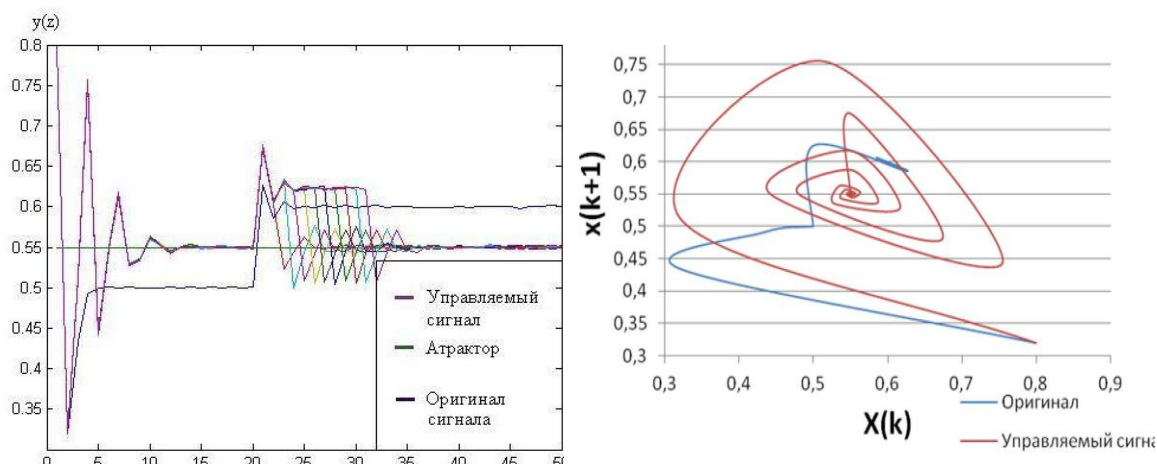 y(z)
0.8
0.75
0.7
0.65
0.6
0.55
0.5
0.45
0.4
0.35
0 5 10 15 20 25 30 35 40 45 50
Управляемый
сигнал
Атрактор
Оригинал
сигнала
x(k+1)
0,75
0,7
0,65
0,6
0,55
0,5
0,45
0,4
0,35
0,3
0,3 0,4 0,5 0,6 0,7 0,8 0,9
X(k)
Оригинал
Управляемый сигна